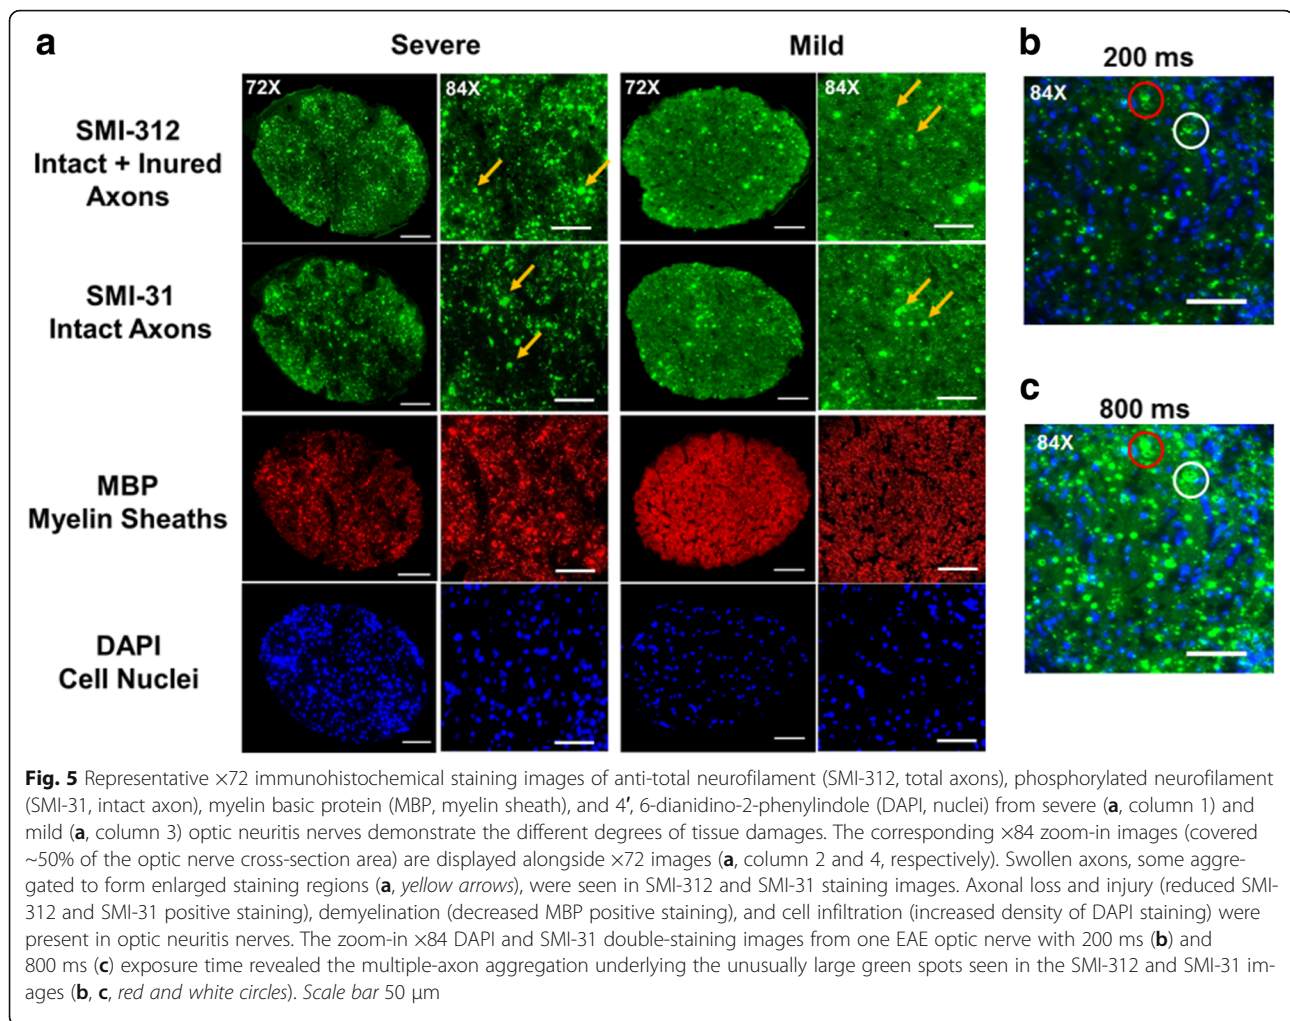 a
Severe
Mild
b
200 ms
SMI-312
Intact + Inured
Axons
72X
84X
72X
84X
84X
SMI-31
Intact Axons
c
800 ms
84X
MBP
Myelin Sheaths
DAPI
Cell Nuclei
Fig. 5 Representative ×72 immunohistochemical staining images of anti-total neurofilament (SMI-312, total axons), phosphorylated neurofilament
(SMI-31, intact axon), myelin basic protein (MBP, myelin sheath), and 4′, 6-dianidino-2-phenylindole (DAPI, nuclei) from severe (a, column 1) and
mild (a, column 3) optic neuritis nerves demonstrate the different degrees of tissue damages. The corresponding ×84 zoom-in images (covered
~50% of the optic nerve cross-section area) are displayed alongside ×72 images (a, column 2 and 4, respectively). Swollen axons, some aggre-
gated to form enlarged staining regions (a, yellow arrows), were seen in SMI-312 and SMI-31 staining images. Axonal loss and injury (reduced SMI-
312 and SMI-31 positive staining), demyelination (decreased MBP positive staining), and cell infiltration (increased density of DAPI staining) were
present in optic neuritis nerves. The zoom-in ×84 DAPI and SMI-31 double-staining images from one EAE optic nerve with 200 ms (b) and
800 ms (c) exposure time revealed the multiple-axon aggregation underlying the unusually large green spots seen in the SMI-312 and SMI-31 im-
ages (b, c, red and white circles). Scale bar 50 μm